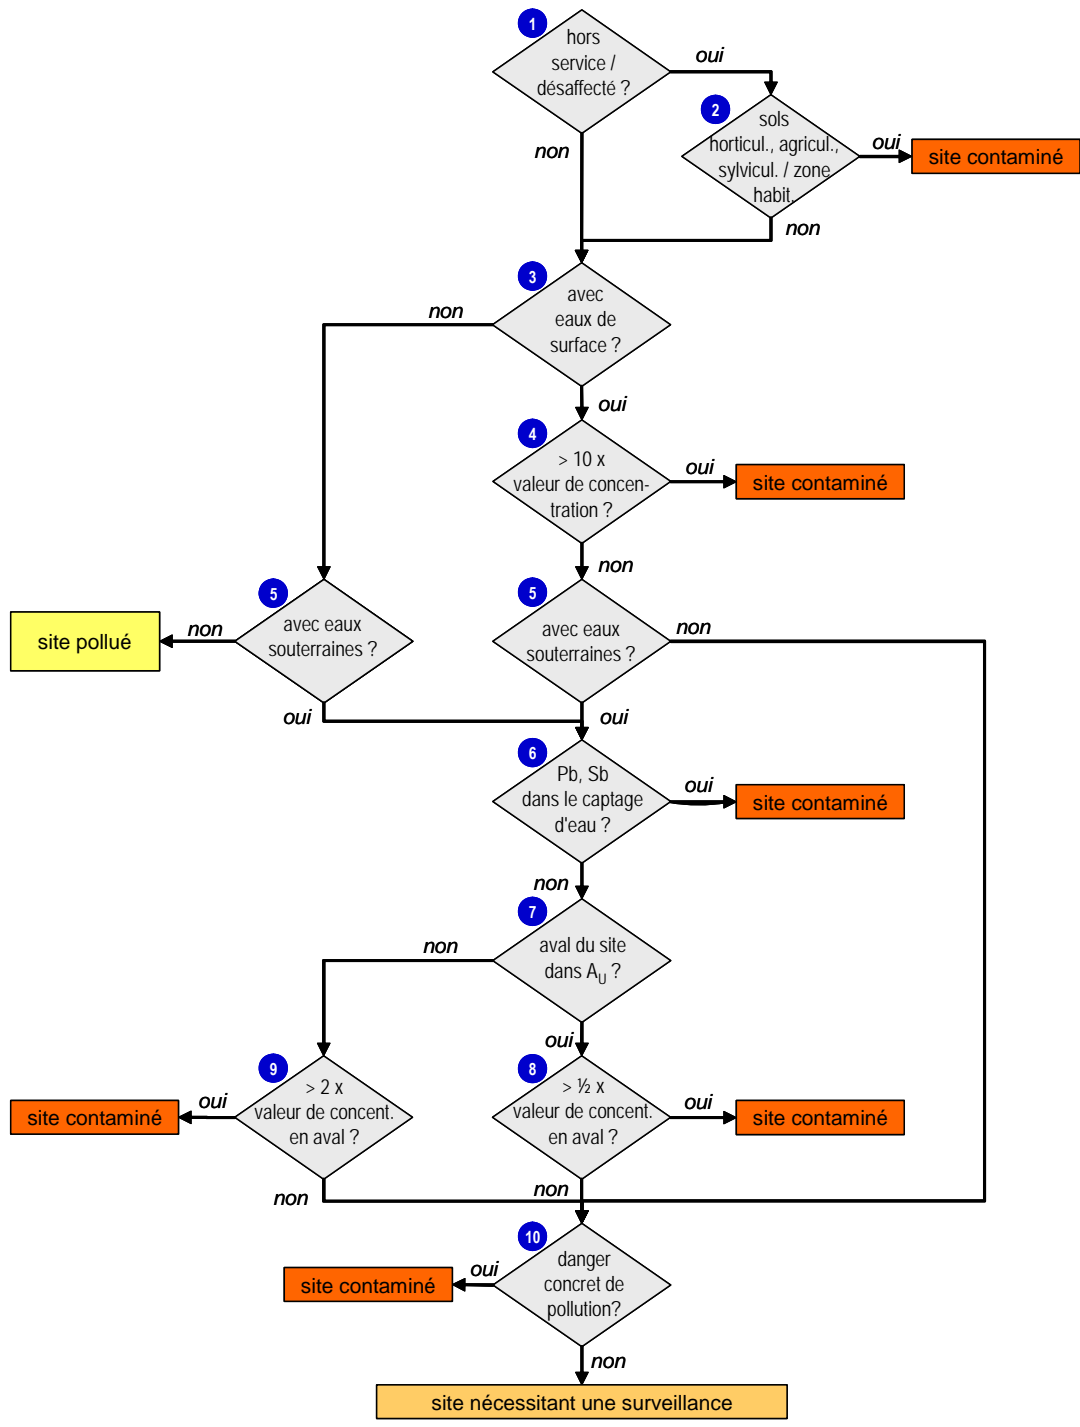 1
hors
service /
désaffecté ?
oui
non
2
sols
horticul., agricul.,
sylvicul. / zone
habit.
oui
site contaminé
non
3
avec
eaux de
surface ?
non
oui
4
> 10 x
valeur de concen-
tration ?
oui
site contaminé
non
5
avec eaux
souterraines ?
non
site pollué
oui
5
avec eaux
souterraines ?
non
oui
6
Pb, Sb
dans le captage
d'eau ?
oui
site contaminé
non
7
aval du site
dans AU ?
non
oui
9
> 2 x
valeur de concent.
en aval ?
oui
site contaminé
non
8
> ½ x
valeur de concent.
en aval ?
oui
site contaminé
non
10
danger
concret de
pollution?
oui
site contaminé
non
site nécessitant une surveillance